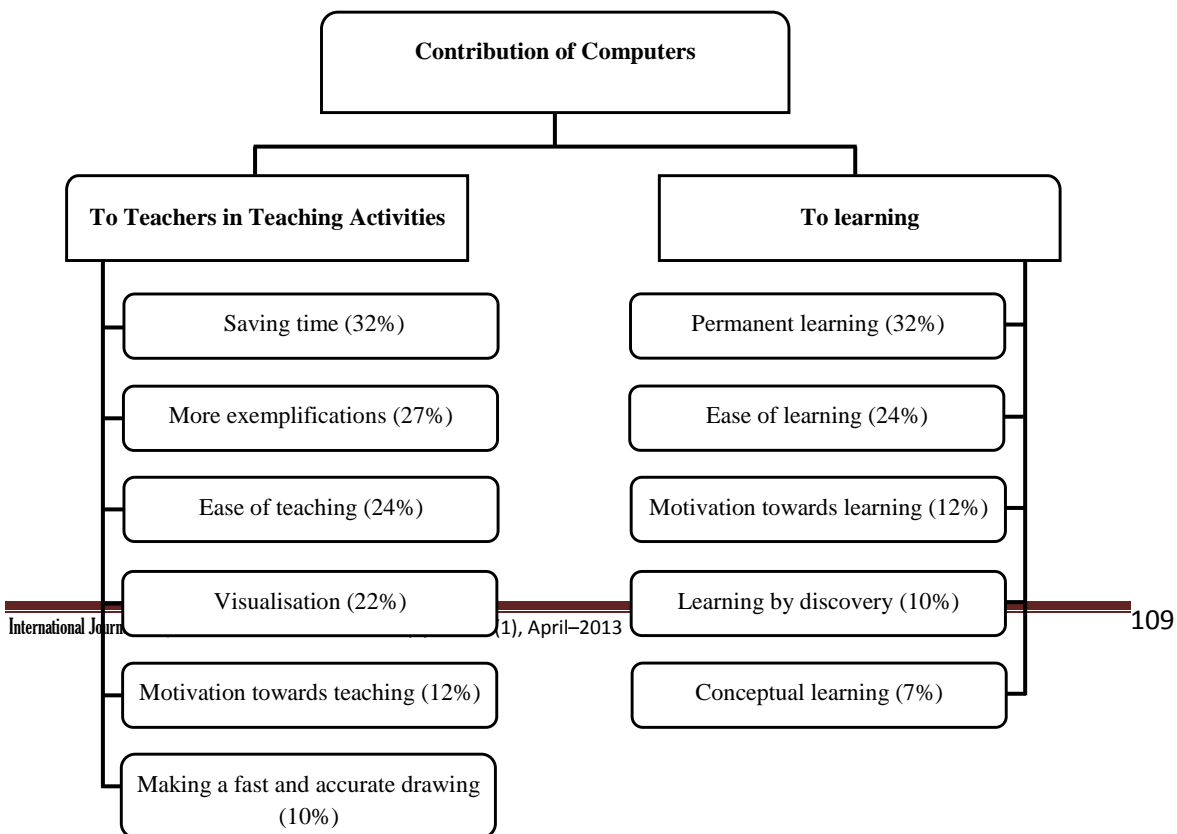 Contribution of Computers
To Teachers in Teaching Activities
Saving time (32%)
More exemplifications (27%)
Ease of teaching (24%)
Visualisation (22%)
Motivation towards teaching (12%)
Making a fast and accurate drawing
(10%)
To learning
Permanent learning (32%)
Ease of learning (24%)
Motivation towards learning (12%)
Learning by discovery (10%)
Conceptual learning (7%)
International (1), April–2013
109